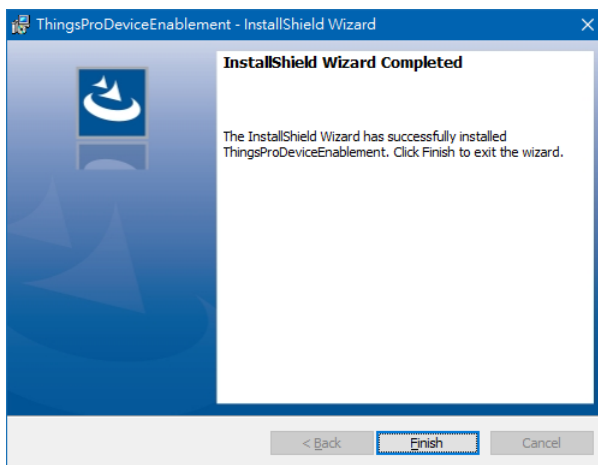 ThingsProDeviceEnablement - InstallShield Wizard
InstallShield Wizard Completed
The InstallShield Wizard has successfully installed
ThingsProDeviceEnablement. Click Finish to exit the wizard.
< Back
Finish
Cancel